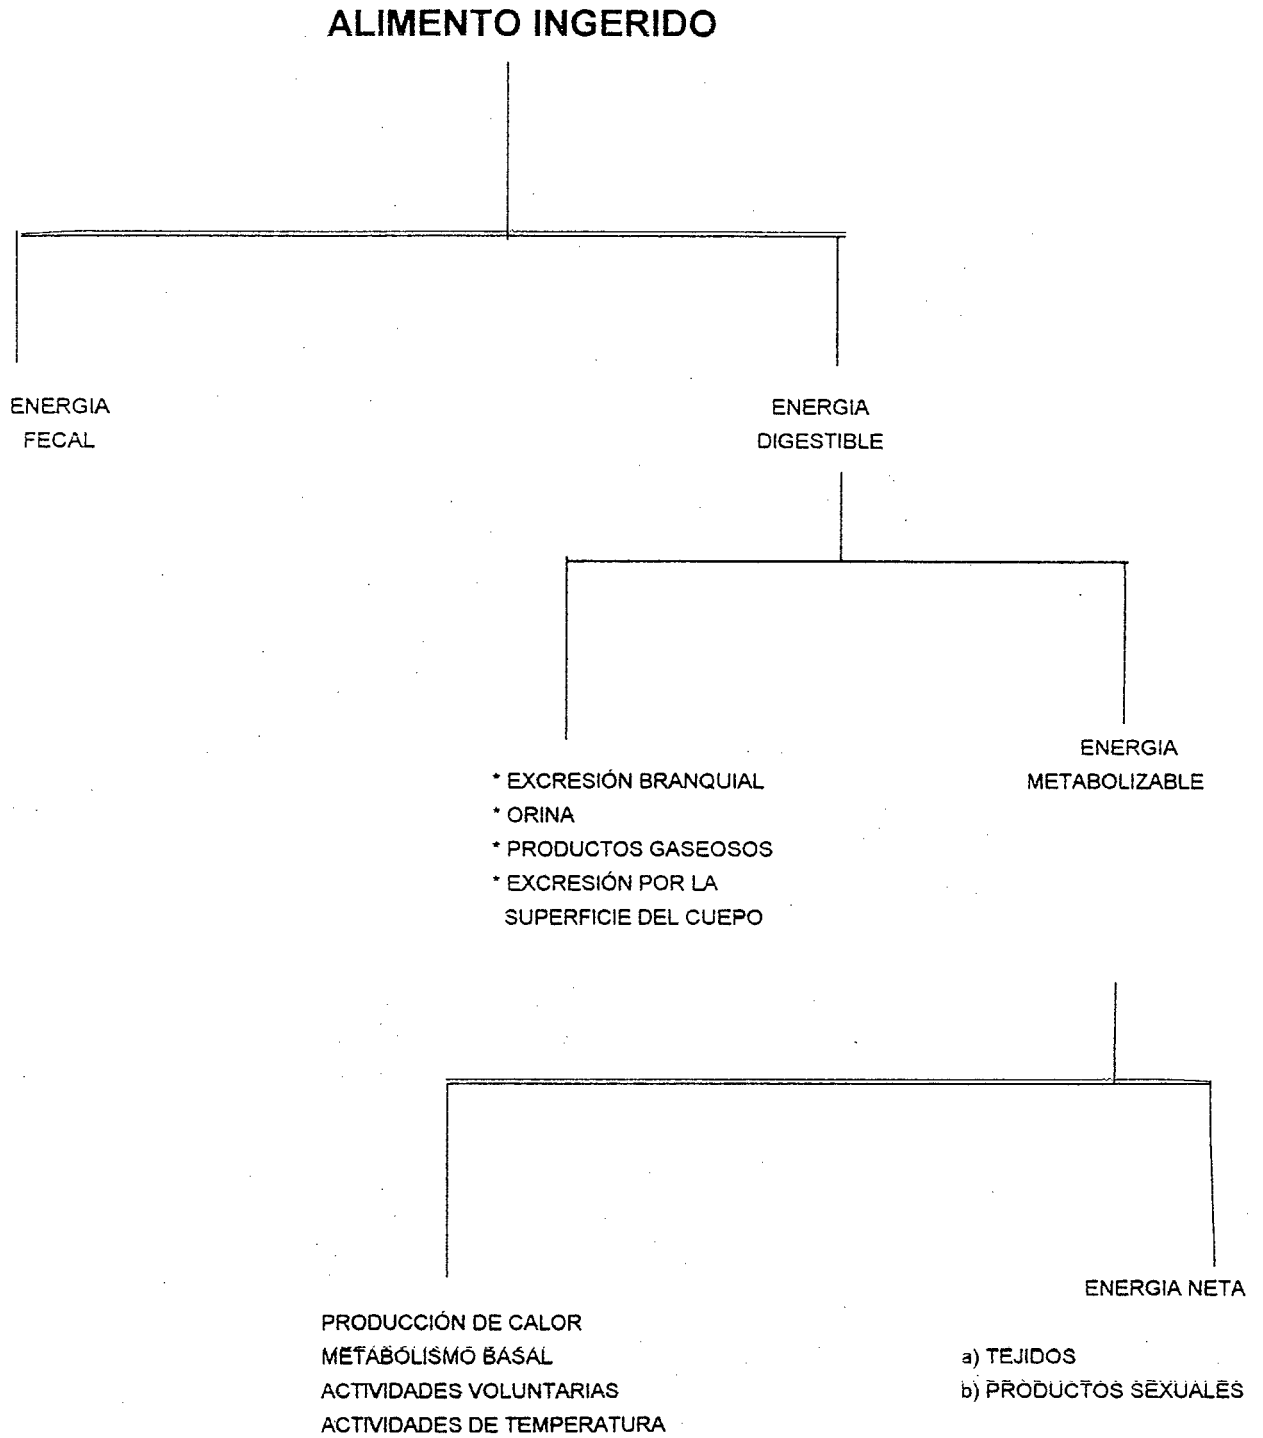 ALIMENTO INGERIDO
ENERGIA
FECAL
ENERGIA
DIGESTIBLE
* EXCRESIÓN BRANQUIAL
* ORINA
* PRODUCTOS GASEOSOS
* EXCRESIÓN POR LA
SUPERFICIE DEL CUEPO
ENERGIA
METABOLIZABLE
PRODUCCIÓN DE CALOR
METABOLISMO BASAL
ACTIVIDADES VOLUNTARIAS
ACTIVIDADES DE TEMPERATURA
ENERGIA NETA
a) TEJIDOS
b) PRODUCTOS SEXUALES